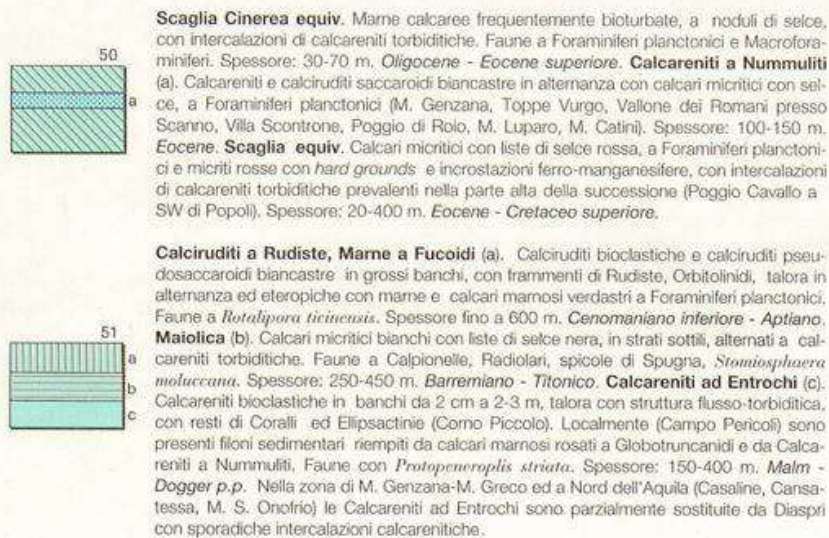 Scaglia Cinerea equiv. Marne calcaree frequentemente bioturbate, a noduli di selce,
con intercalazioni di calcareniti torbiditiche. Faune a Foraminiferi planctonici e Macrofora-
50
miniferi. Spessore: 30-70 m. Oligocene - Eocene superiore. Calcareniti a Nummuliti
a
(a). Calcareniti e calciruditi saccaroidi biancastre in alternanza con calcari micritici con sel-
ce, a Foraminiferi planctonici (M. Genzana, Toppe Vurgo, Vallone dei Romani presso
Scanno, Villa Scontrone, Poggio di Roio, M. Luparo, M. Catini). Spessore: 100-150 m.
Eocene. Scaglia equiv. Calcari micritici con liste di selce rossa, a Foraminiferi planctoni-
ci e micriti rosse con hard grounds e incrostazioni ferro-manganesifere, con intercalazioni
di calcareniti torbiditiche prevalenti nella parte alta della successione (Poggio Cavallo a
SW di Popoli). Spessore: 20-400 m. Eocene - Cretaceo superiore.
Calciruditi a Rudiste, Marne a Fucoidi (a). Calciruditi bioclastiche e calciruditi pseu-
dosaccaroidi biancastre in grossi banchi, con frammenti di Rudiste, Orbitolinidi, talora in
alternanza ed eteropiche con marne e calcari marnosi verdastri a Foraminiferi planctonici.
Faune a Rotalipora ticinensis. Spessore fino a 600 m. Cenomaniano inferiore - Aptiano.
51
Maiolica (b). Calcari micritici bianchi con liste di selce nera, in strati sottili, alternati a cal-
a
careniti torbiditiche. Faune a Calpionelle, Radiolari, spicole di Spugna, Stomiosphaera
b
moluccana. Spessore: 250-450 m. Barremiano - Titonico. Calcareniti ad Entrochi (c).
c
Calcareniti bioclastiche in banchi da 2 cm a 2-3 m, talora con struttura flusso-torbiditica,
con resti di Coralli ed Ellipsactinie (Corno Piccolo). Localmente (Campo Pericoli) sono
presenti filoni sedimentari riempiti da calcari marnosi rosati a Globotruncanidi e da Calca-
reniti a Nummuliti, Faune con Protopeneroplis striata. Spessore: 150-400 m. Malm -
Dogger p.p. Nella zona di M. Genzana-M. Greco ed a Nord dell'Aquila (Casaline, Cansa-
tessa, M. S. Onofrio) le Calcareniti ad Entrochi sono parzialmente sostituite da Diaspri
con sporadiche intercalazioni calcarenitiche.